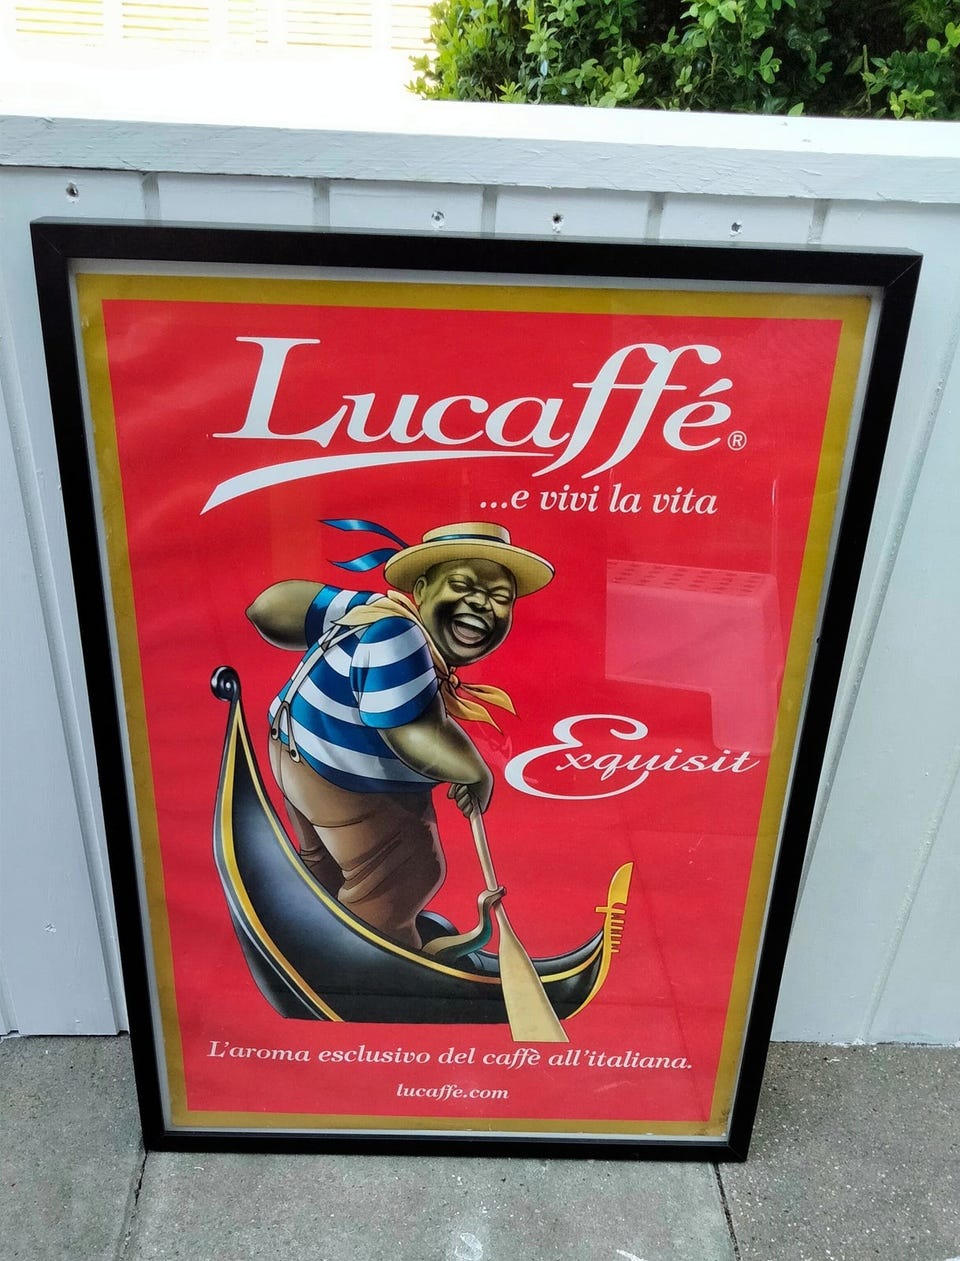 Lucaffé®
...e vivi la vita
Exquisit
L'aroma esclusivo del caffè all'italiana.
lucaffe.com